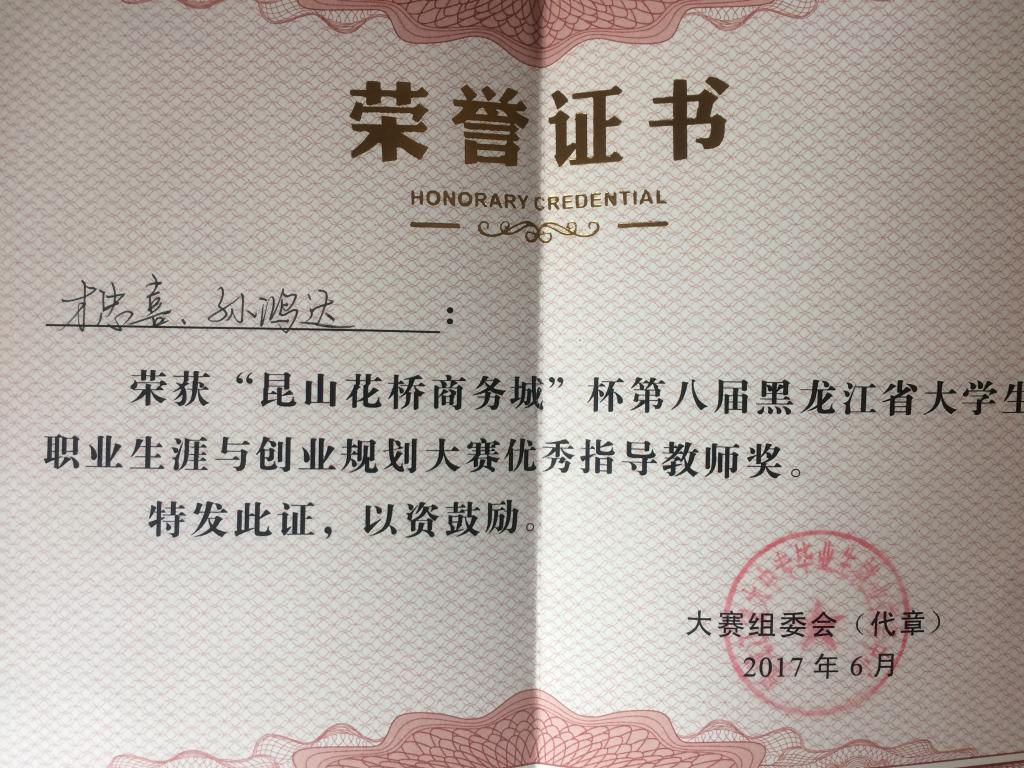 荣誉证书
HONORARY CREDENTIAL
才忠喜、孙鸿达：
荣获“昆山花桥商务城”杯第八届黑龙江省大学生
职业生涯与创业规划大赛优秀指导教师奖。
特发此证，以资鼓励。
大赛组委会（代章）
2017年6月